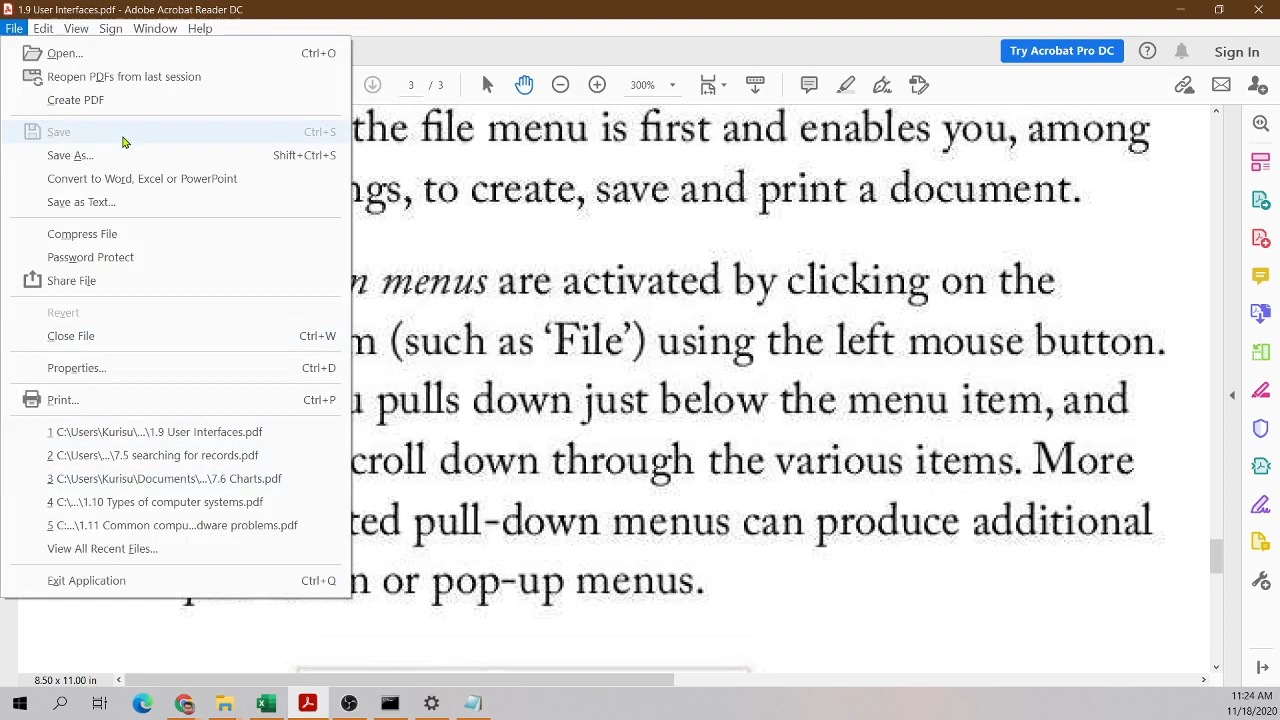 1.9 User Interfaces.pdf - Adobe Acrobat Reader DC
File Edit View Sign Window Help
Try Acrobat Pro DC Sign In
3 / 3 300%
Open... Ctrl+O
Reopen PDFs from last session
Create PDF
Save Ctrl+S
Save As... Shift+Ctrl+S
Convert to Word, Excel or PowerPoint
Save as Text...
Compress File
Password Protect
Share File
Revert
Close File Ctrl+W
Properties... Ctrl+D
Print... Ctrl+P
1 C:\Users\Kurisu\...\1.9 User Interfaces.pdf
2 C:\Users\...\7.5 searching for records.pdf
3 C:\Users\Kurisu\Documents\...\7.6 Charts.pdf
4 C:\...\1.10 Types of computer systems.pdf
5 C:...\1.11 Common compu...dware problems.pdf
View All Recent Files...
Exit Application Ctrl+Q
the file menu is first and enables you, among
ngs, to create, save and print a document.
n menus are activated by clicking on the
m (such as ‘File’) using the left mouse button.
u pulls down just below the menu item, and
croll down through the various items. More
ted pull-down menus can produce additional
n or pop-up menus.
8.50 x 11.00 in
11:24 AM
11/18/2020